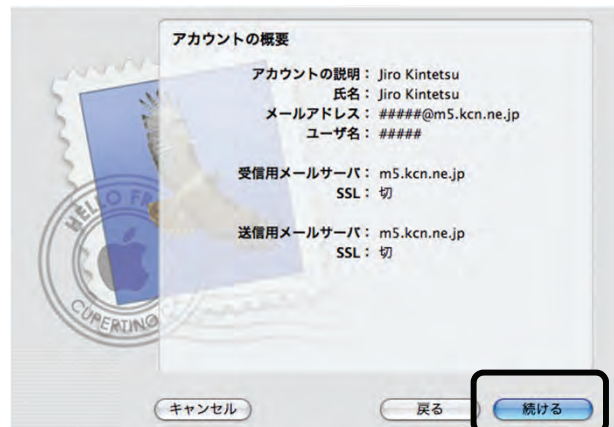 アカウントの概要
アカウントの説明： Jiro Kintetsu
氏名： Jiro Kintetsu
メールアドレス： #####@m5.kcn.ne.jp
ユーザ名： #####
受信用メールサーバ： m5.kcn.ne.jp
SSL： 切
送信用メールサーバ： m5.kcn.ne.jp
SSL： 切
HELLO FR
CUPERTINO
キャンセル
戻る
続ける